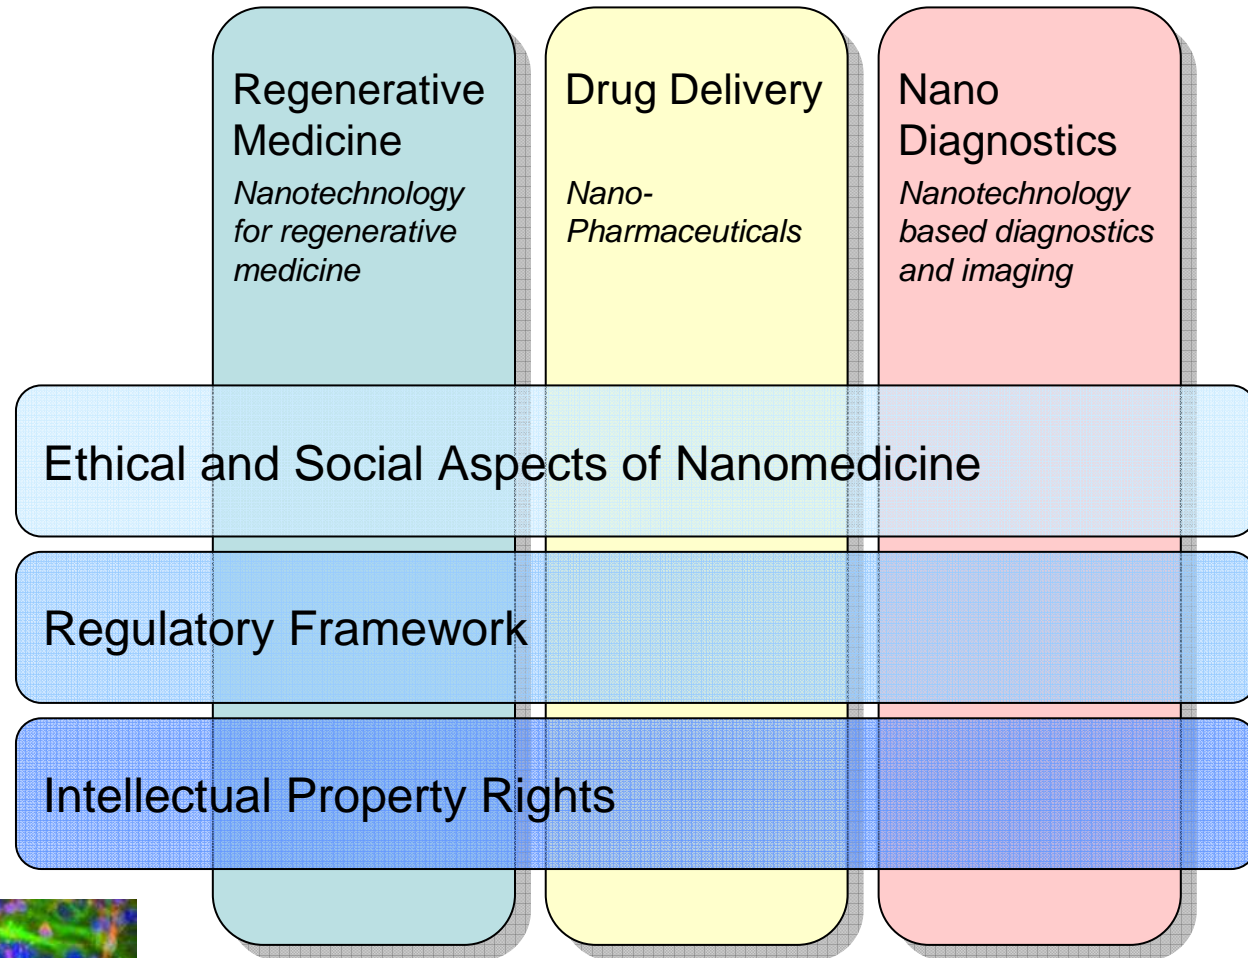 Regenerative
Medicine
Nanotechnology
for regenerative
medicine
Drug Delivery
Nano-
Pharmaceuticals
Nano
Diagnostics
Nanotechnology
based diagnostics
and imaging
Ethical and Social Aspects of Nanomedicine
Regulatory Framework
Intellectual Property Rights